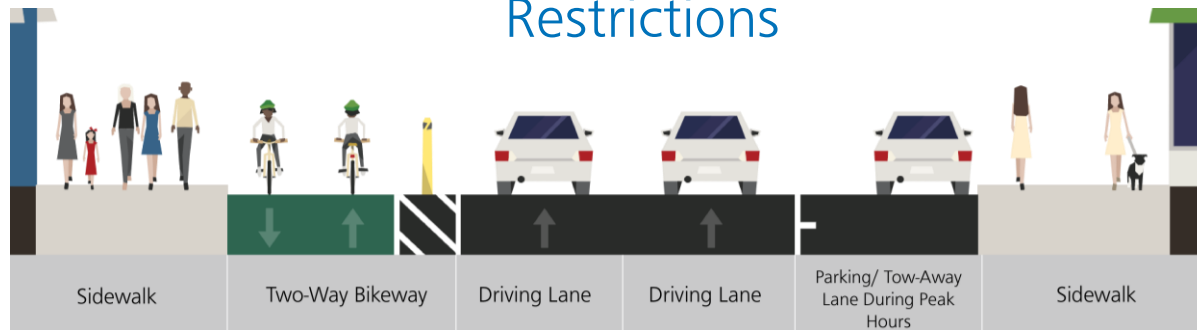 Restrictions
Sidewalk
Two-Way Bikeway
Driving Lane
Driving Lane
Parking/ Tow-Away
Lane During Peak
Hours
Sidewalk